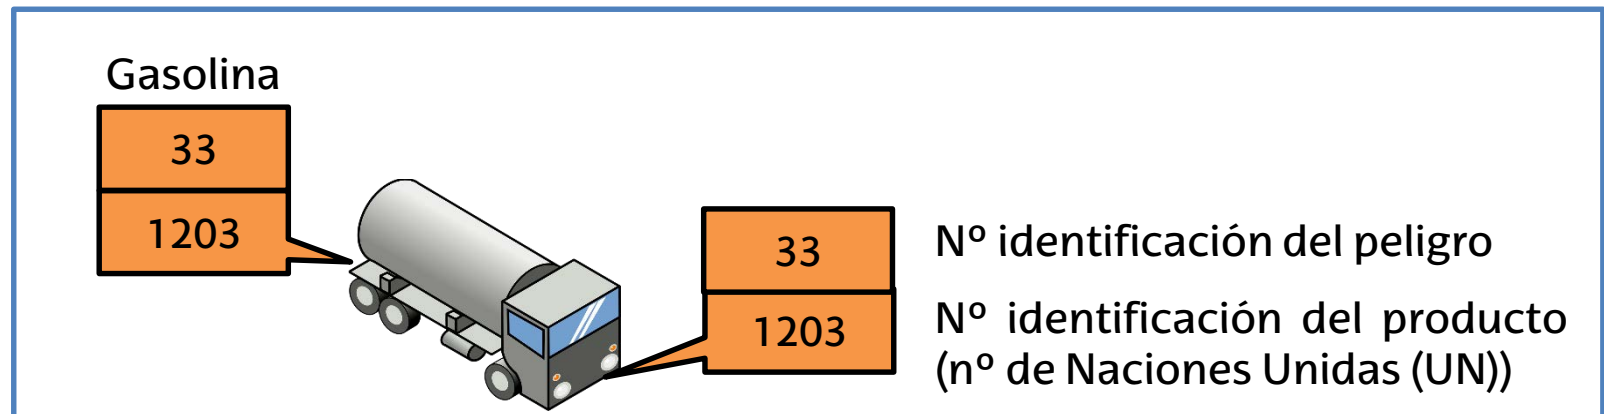 Gasolina
33
1203
33
1203
Nº identificación del peligro
Nº identificación del producto
(nº de Naciones Unidas (UN))